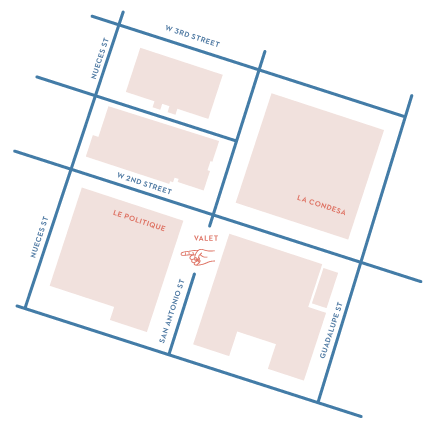 W 3RD STREET
NUECES ST
W 2ND STREET
LA CONDESA
LE POLITIQUE
NUECES ST
VALET
SAN ANTONIO ST
GUADALUPE ST